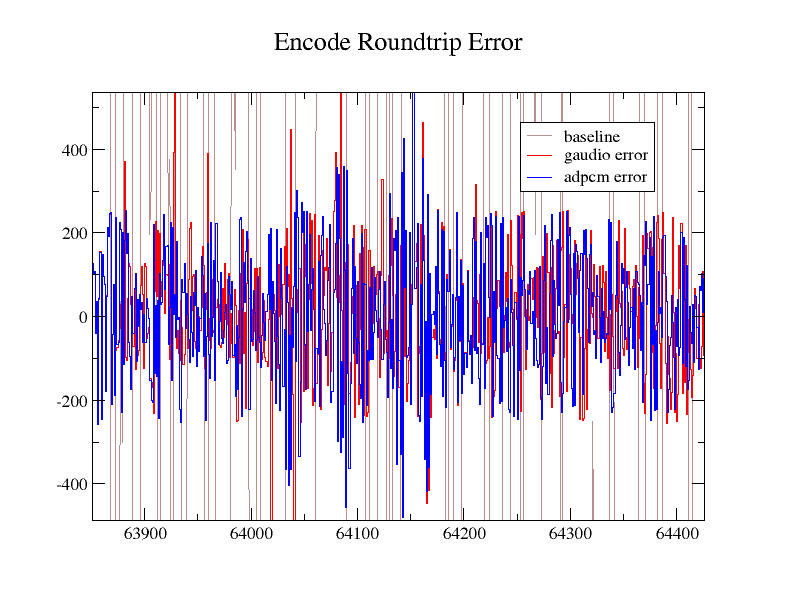 Encode Roundtrip Error
400
200
0
-200
-400
baseline
gaudio error
adpcm error
63900 64000 64100 64200 64300 64400